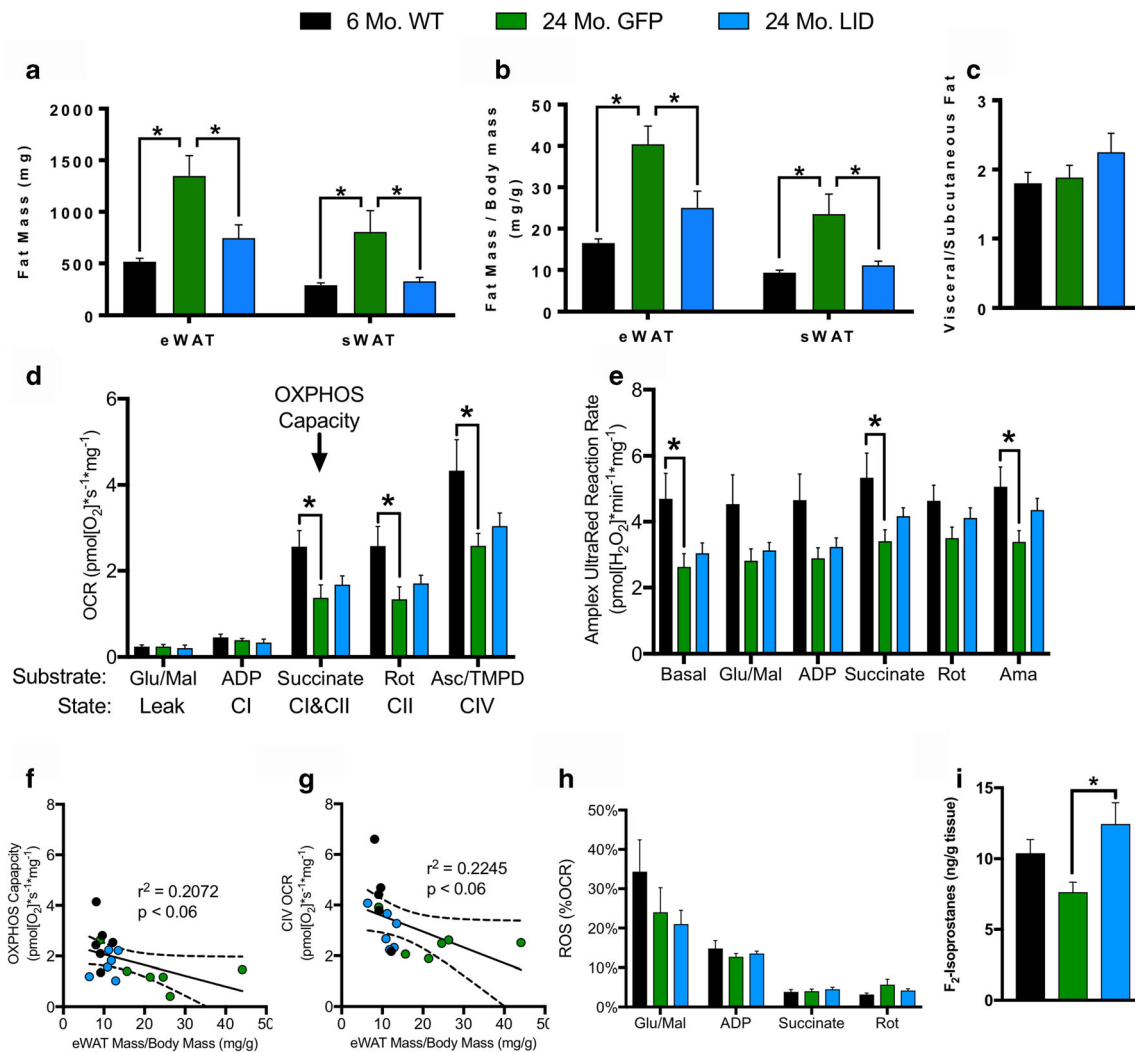 6 Mo. WT 24 Mo. GFP 24 Mo. LID
a
Fat Mass (mg)
2000
1500
1000
500
0
* *
* *
eWAT sWAT
b
Fat Mass / Body mass
(mg/g)
50
40
30
20
10
0
* *
* *
eWAT sWAT
c
Visceral/Subcutaneous Fat
3
2
1
0
d
OCR (pmol[O₂]*s⁻¹*mg⁻¹)
6
4
2
0
OXPHOS
Capacity
* * *
Substrate: Glu/Mal ADP Succinate Rot Asc/TMPD
State: Leak CI CI&CII CII CIV
e
Amplex UltraRed Reaction Rate
(pmol[H₂O₂]*min⁻¹*mg⁻¹)
8
6
4
2
0
* * *
Basal Glu/Mal ADP Succinate Rot Ama
f
OXPHOS Capapcity
(pmol[O₂]*s⁻¹*mg⁻¹)
8
6
4
2
0
r² = 0.2072
p < 0.06
0 10 20 30 40 50
eWAT Mass/Body Mass (mg/g)
g
CIV OCR
(pmol[O₂]*s⁻¹*mg⁻¹)
8
6
4
2
0
r² = 0.2245
p < 0.06
0 10 20 30 40 50
eWAT Mass/Body Mass (mg/g)
h
ROS (%OCR)
50%
40%
30%
20%
10%
0%
Glu/Mal ADP Succinate Rot
i
F₂-Isoprostanes (ng/g tissue)
15
10
5
0
*